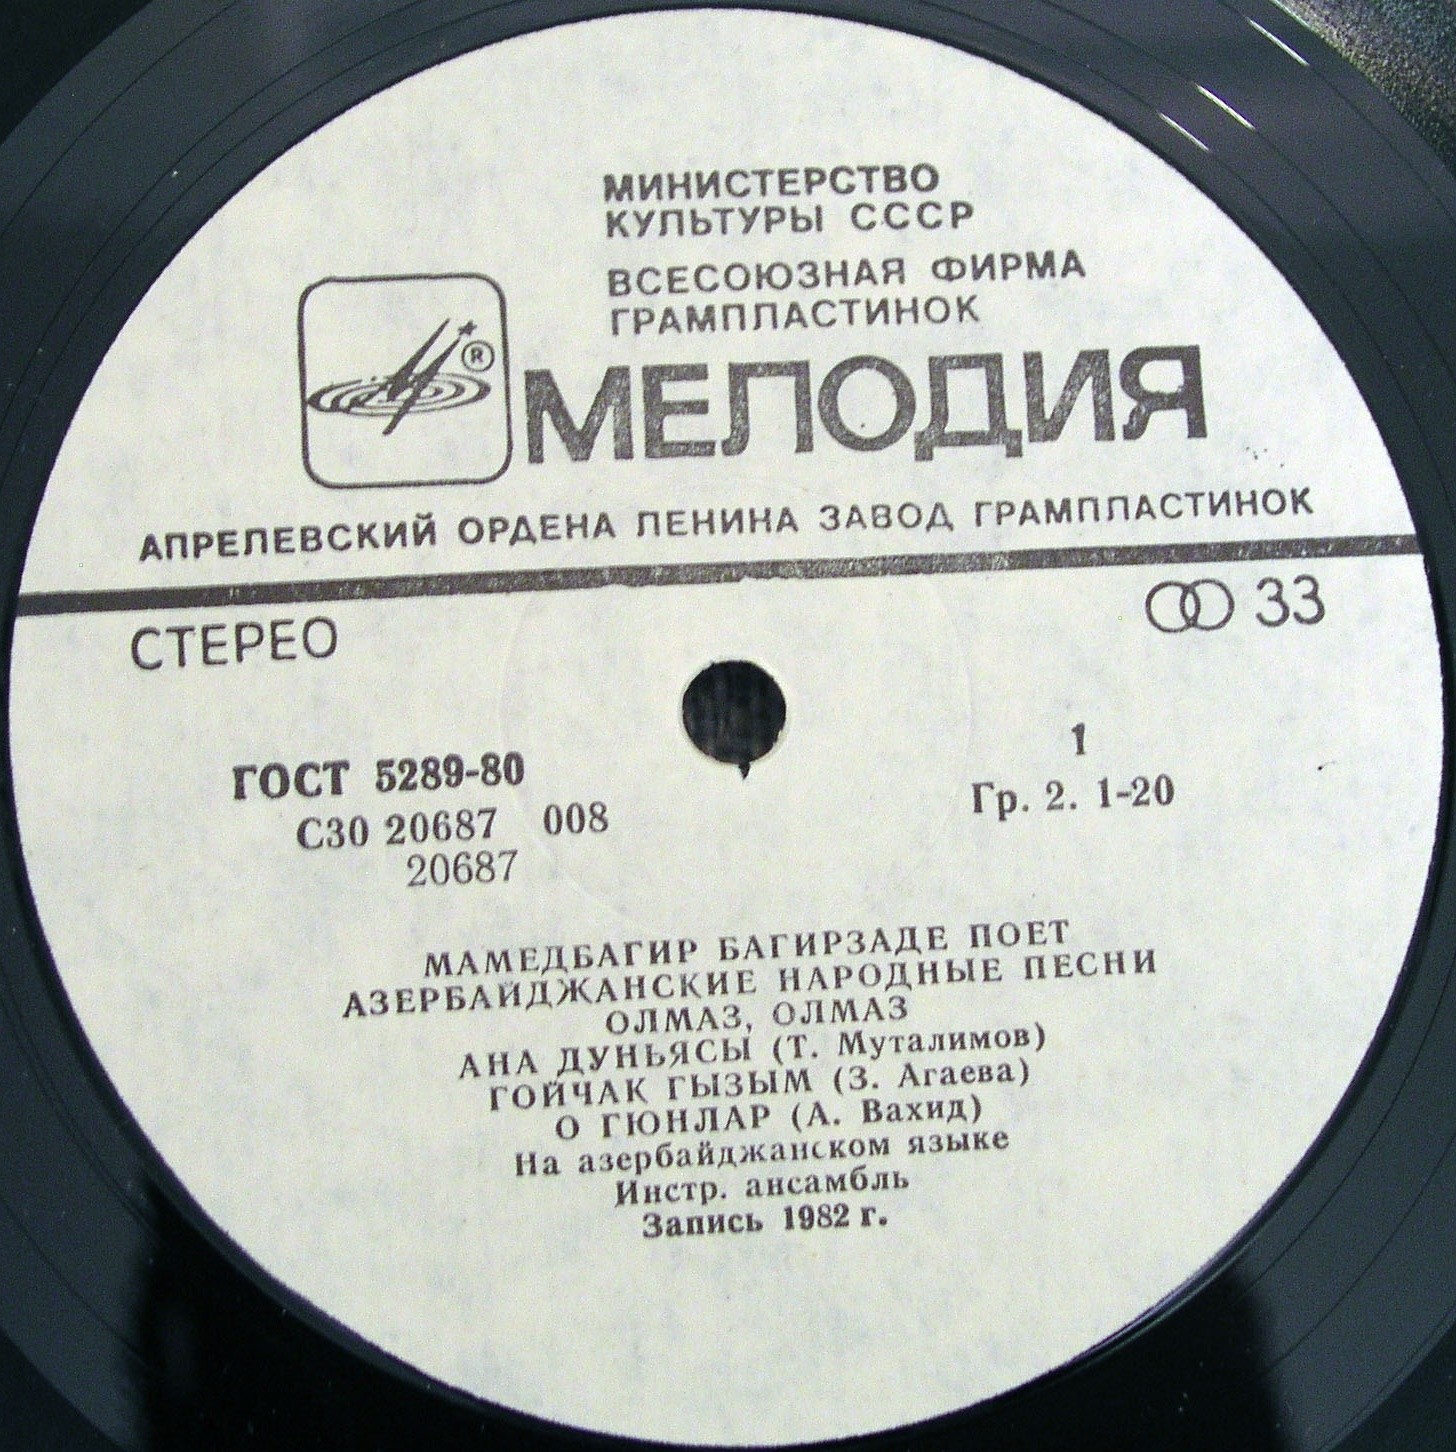 МИНИСТЕРСТВО
КУЛЬТУРЫ СССР
ВСЕСОЮЗНАЯ ФИРМА
ГРАМПЛАСТИНОК
®
МЕЛОДИЯ
АПРЕЛЕВСКИЙ ОРДЕНА ЛЕНИНА ЗАВОД ГРАМПЛАСТИНОК
СТЕРЕО
33
ГОСТ 5289-80
С30 20687 008
20687
1
Гр. 2. 1-20
МАМЕДБАГИР БАГИРЗАДЕ ПОЕТ
АЗЕРБАЙДЖАНСКИЕ НАРОДНЫЕ ПЕСНИ
ОЛМАЗ, ОЛМАЗ
АНА ДУНЬЯСЫ (Т. Муталимов)
ГОЙЧАК ГЫЗЫМ (З. Агаева)
О ГЮНЛАР (А. Вахид)
На азербайджанском языке
Инстр. ансамбль
Запись 1982 г.